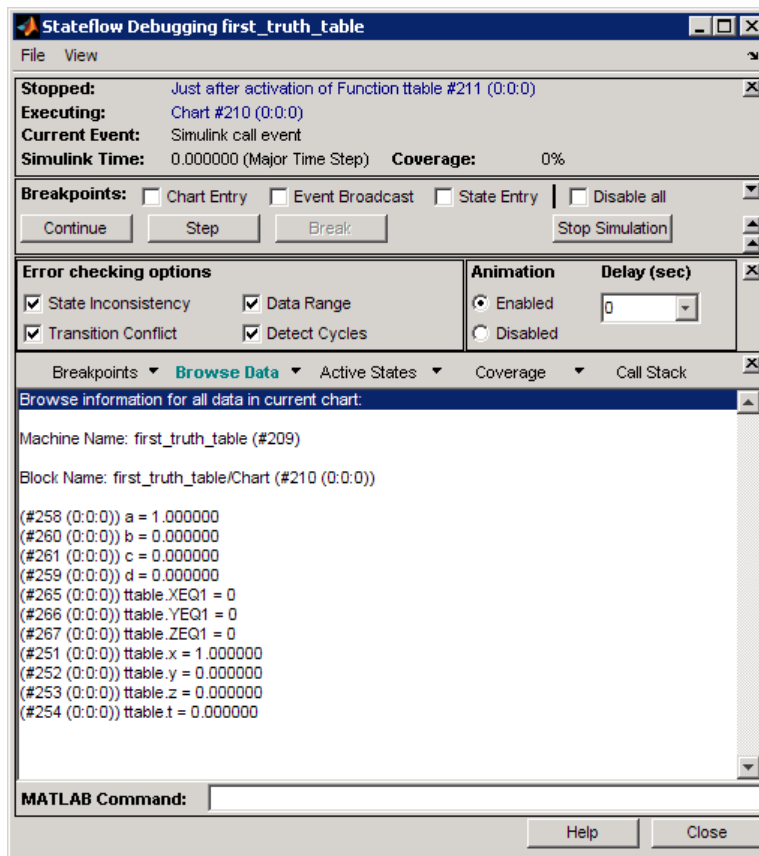 Stateflow Debugging first_truth_table
File View
Stopped: Just after activation of Function ttable #211 (0:0:0)
Executing: Chart #210 (0:0:0)
Current Event: Simulink call event
Simulink Time: 0.000000 (Major Time Step) Coverage: 0%
Breakpoints: Chart Entry Event Broadcast State Entry Disable all
Continue Step Break Stop Simulation
Error checking options Animation Delay (sec)
State Inconsistency Data Range Enabled 0
Transition Conflict Detect Cycles Disabled
Breakpoints Browse Data Active States Coverage Call Stack
Browse information for all data in current chart:
Machine Name: first_truth_table (#209)
Block Name: first_truth_table/Chart (#210 (0:0:0))
(#258 (0:0:0)) a = 1.000000
(#260 (0:0:0)) b = 0.000000
(#261 (0:0:0)) c = 0.000000
(#259 (0:0:0)) d = 0.000000
(#265 (0:0:0)) ttable.XEQ1 = 0
(#266 (0:0:0)) ttable.YEQ1 = 0
(#267 (0:0:0)) ttable.ZEQ1 = 0
(#251 (0:0:0)) ttable.x = 1.000000
(#252 (0:0:0)) ttable.y = 0.000000
(#253 (0:0:0)) ttable.z = 0.000000
(#254 (0:0:0)) ttable.t = 0.000000
MATLAB Command:
Help Close